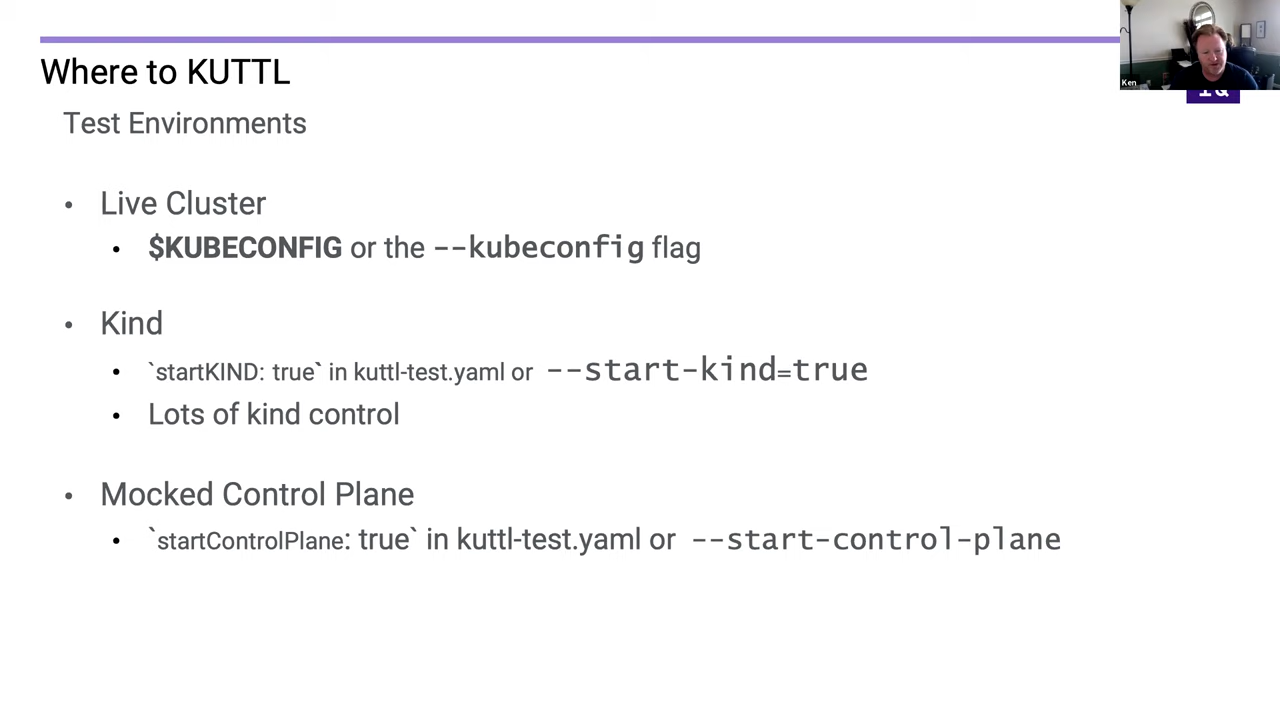 Where to KUTTL
Ken
Test Environments
• Live Cluster
• $KUBECONFIG or the --kubeconfig flag
• Kind
• `startKIND: true` in kuttl-test.yaml or --start-kind=true
• Lots of kind control
• Mocked Control Plane
• `startControlPlane: true` in kuttl-test.yaml or --start-control-plane